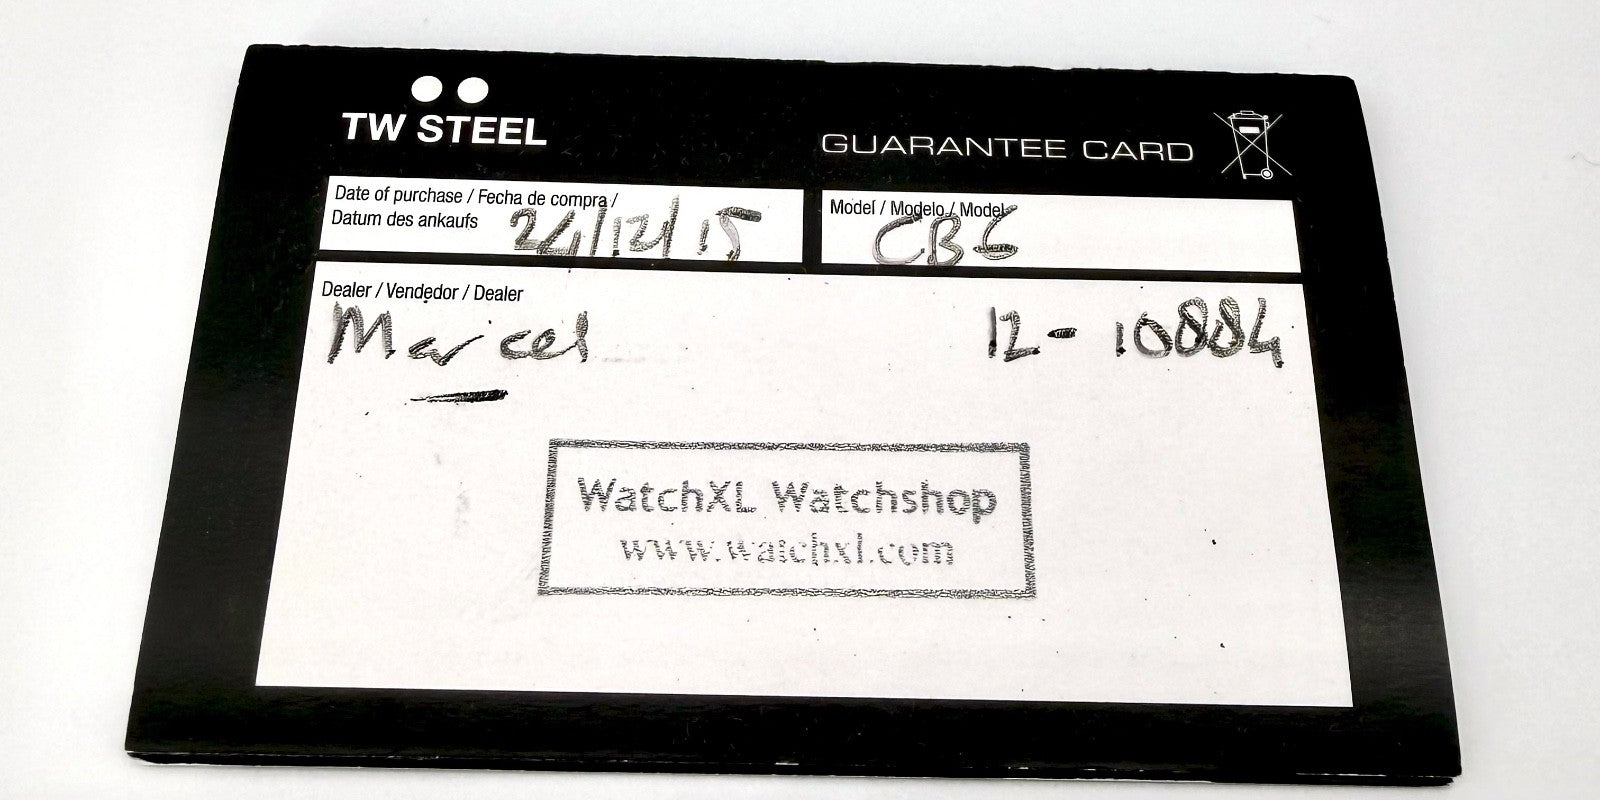 TW STEEL
GUARANTEE CARD
Date of purchase / Fecha de compra /
Datum des ankaufs
24/12/15
Model / Modelo / Model
CB6
Dealer / Vendedor / Dealer
Marcel
12-10884
WatchXL Watchshop
www.watchxl.com